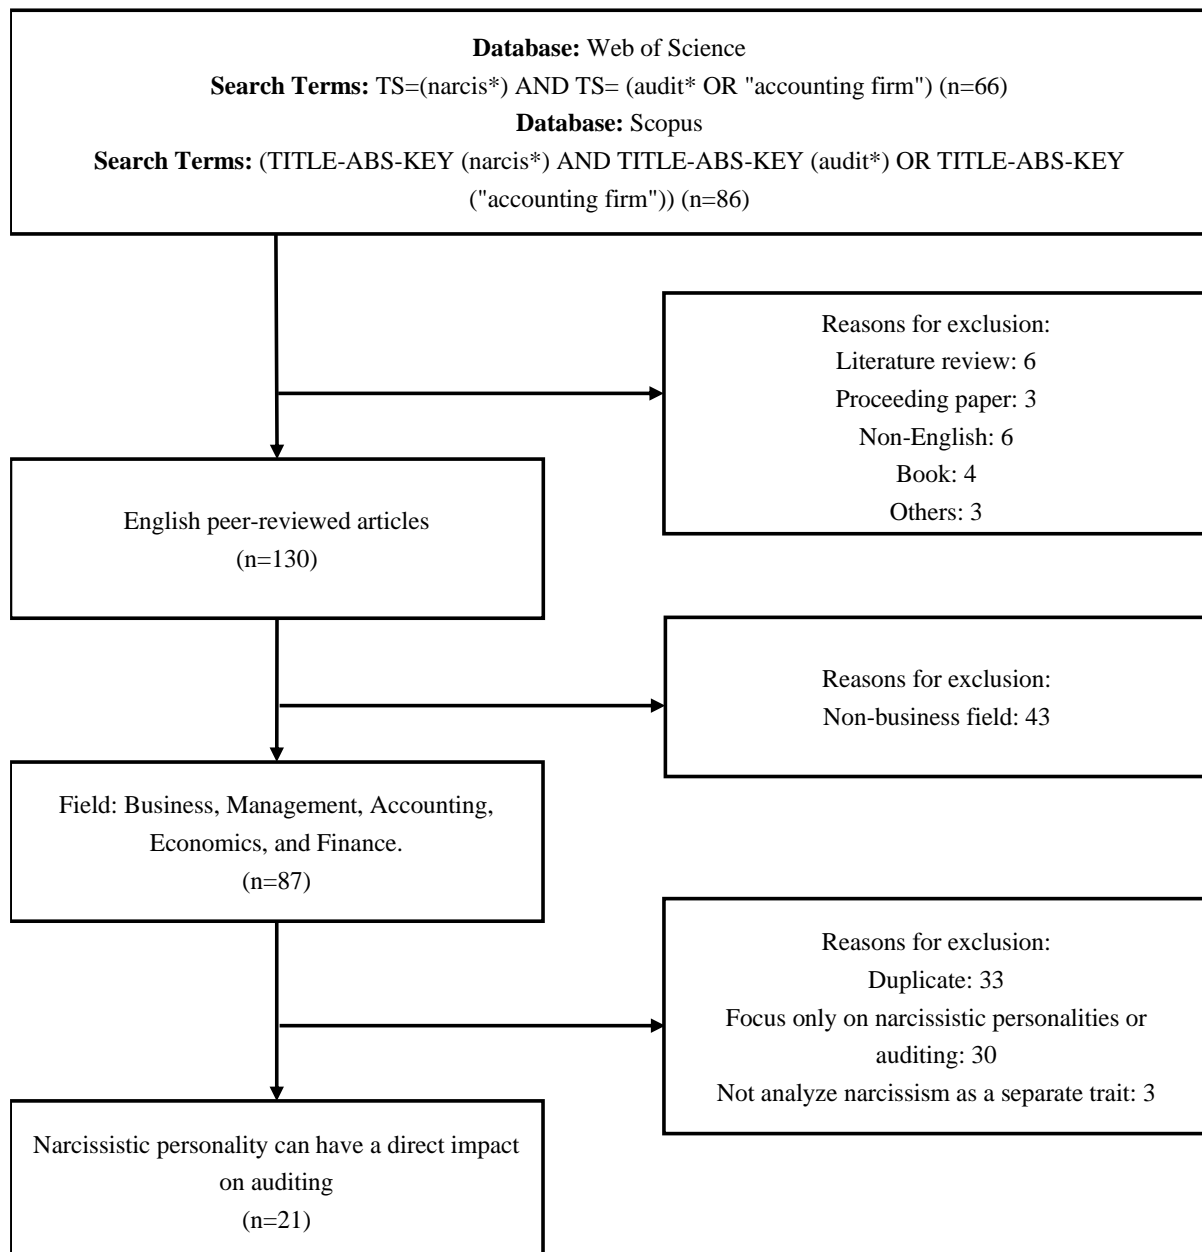 Database: Web of Science
Search Terms: TS=(narcis*) AND TS= (audit* OR "accounting firm") (n=66)
Database: Scopus
Search Terms: (TITLE-ABS-KEY (narcis*) AND TITLE-ABS-KEY (audit*) OR TITLE-ABS-KEY
("accounting firm")) (n=86)
Reasons for exclusion:
Literature review: 6
Proceeding paper: 3
Non-English: 6
Book: 4
Others: 3
English peer-reviewed articles
(n=130)
Reasons for exclusion:
Non-business field: 43
Field: Business, Management, Accounting,
Economics, and Finance.
(n=87)
Reasons for exclusion:
Duplicate: 33
Focus only on narcissistic personalities or
auditing: 30
Not analyze narcissism as a separate trait: 3
Narcissistic personality can have a direct impact
on auditing
(n=21)